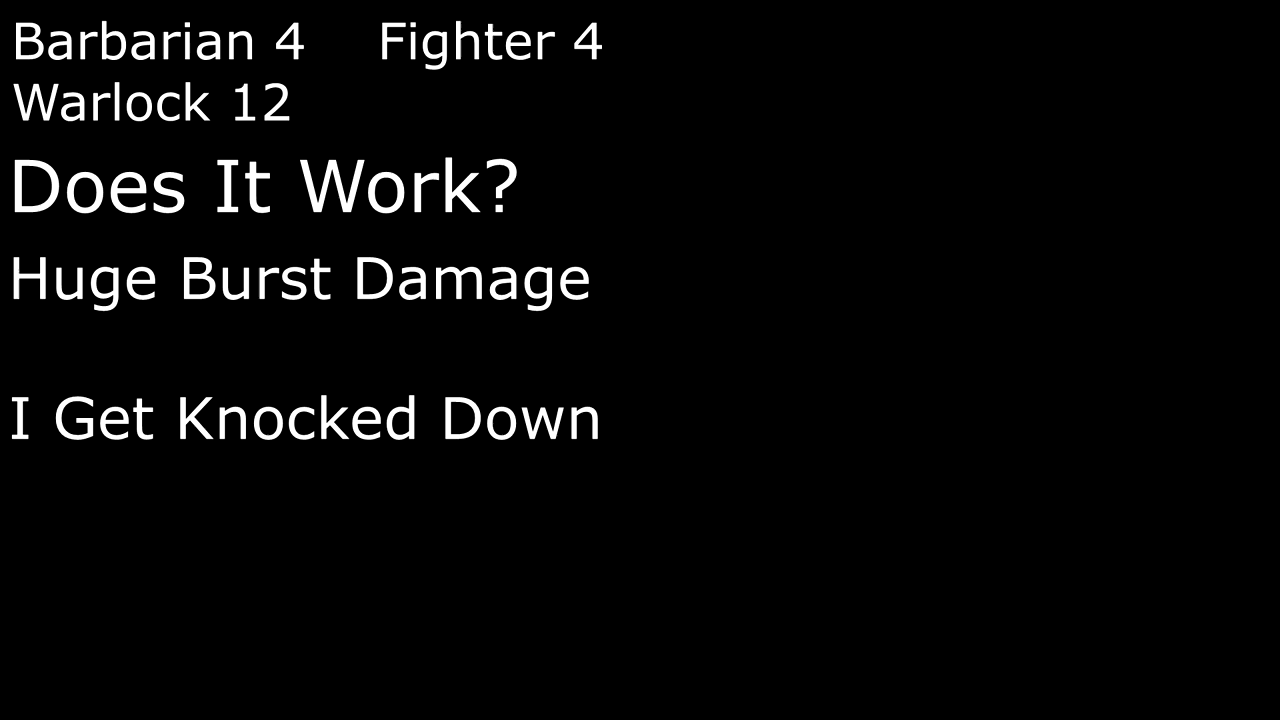 Barbarian 4 Fighter 4
Warlock 12
Does It Work?
Huge Burst Damage
I Get Knocked Down